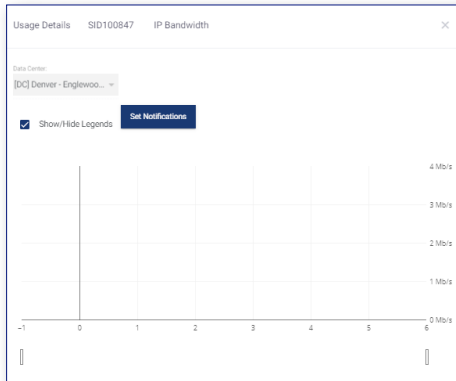 Usage Details SID100847 IP Bandwidth
Data Center:
[DC] Denver - Englewoo...
Show/Hide Legends Set Notifications
4 Mb/s
3 Mb/s
2 Mb/s
1 Mb/s
0 Mb/s
-1 0 1 2 3 4 5 6